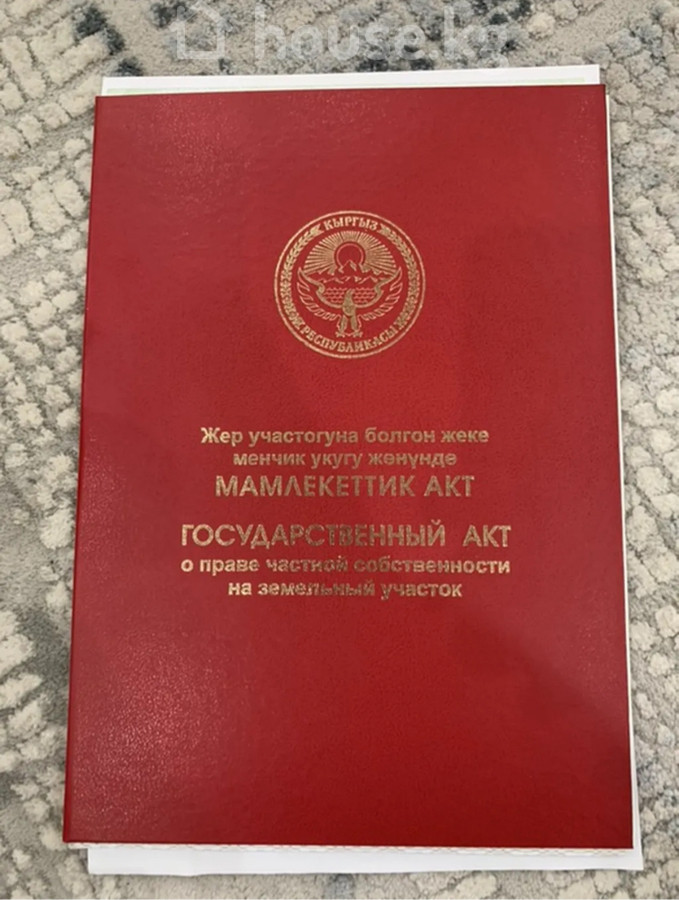 house.kg
КЫРГЫЗ
РЕСПУБЛИКАСЫ
Жер участогуна болгон жеке
менчик укугу жөнүндө
МАМЛЕКЕТТИК АКТ
ГОСУДАРСТВЕННЫЙ АКТ
о праве частной собственности
на земельный участок